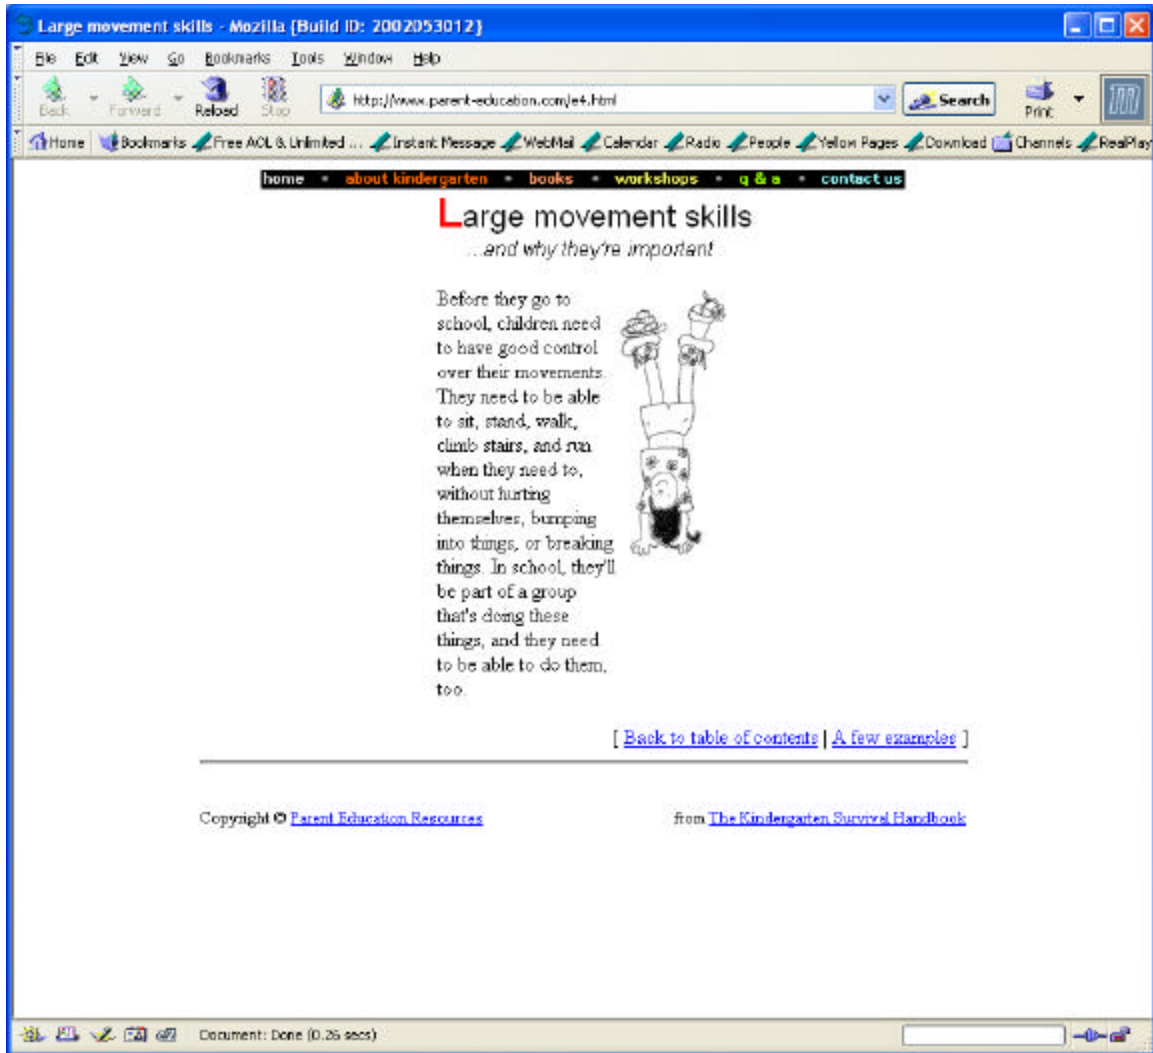 Large movement skills - Mozilla {Build ID: 2002053012}
File Edit View Go Bookmarks Tools Window Help
Back Forward Reload Stop http://www.parent-education.com/e4.html Search Print
Home Bookmarks Free AOL & Unlimited ... Instant Message WebMail Calendar Radio People Yellow Pages Download Channels RealPlay
home • about kindergarten • books • workshops • q & a • contact us
Large movement skills
...and why they're important
Before they go to
school, children need
to have good control
over their movements.
They need to be able
to sit, stand, walk,
climb stairs, and run
when they need to,
without hurting
themselves, bumping
into things, or breaking
things. In school, they'll
be part of a group
that's doing these
things, and they need
to be able to do them,
too.
[ Back to table of contents | A few examples ]
Copyright © Parent Education Resources from The Kindergarten Survival Handbook
Document: Done (0.26 secs)